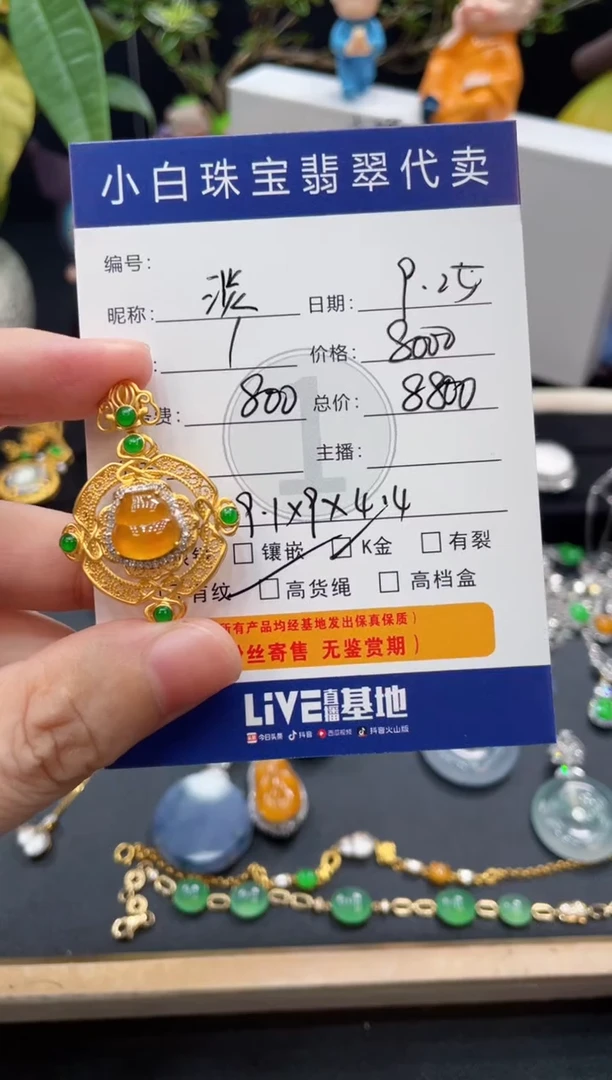 小白珠宝翡翠代卖
编号:
昵称: 淡 日期: 9.25
: 1 价格: 8000
费: 800 总价: 8800
主播:
9.1×9×4.4
镶嵌 K金 有裂
有纹 高货绳 高档盒
所有产品均经基地发出保真保质)
丝寄售 无鉴赏期)
LiVE直播基地
今日头条 抖音 西瓜视频 抖音火山版